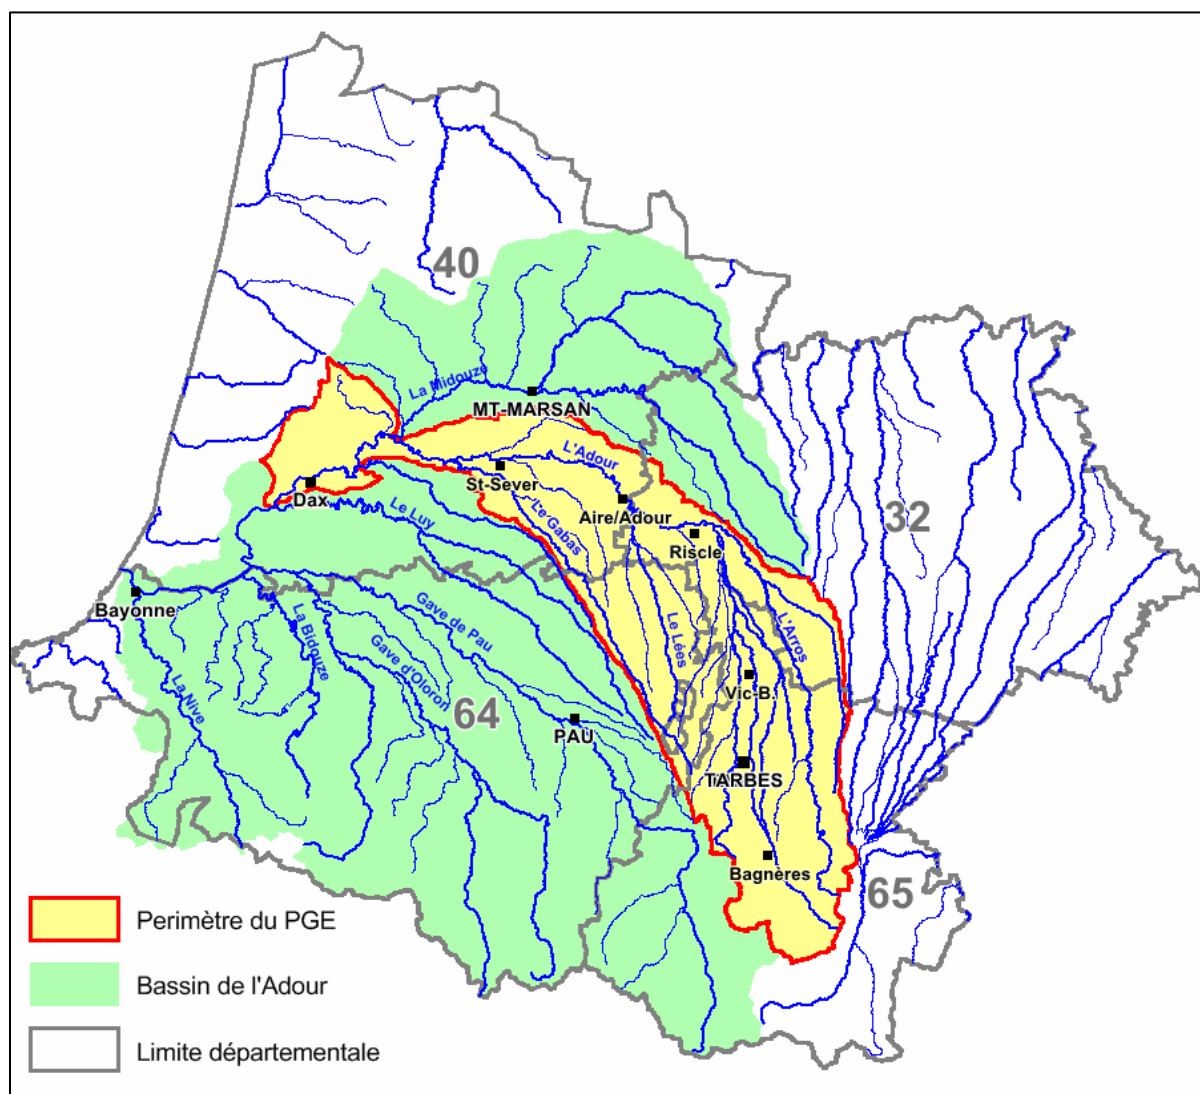 40
La Midouze
MT-MARSAN
L'Adour
St-Sever
Dax
Aire/Adour
32
Le Luy
Le Gabas
Riscle
Bayonne
La Bidouze
Gave de Pau
Le Lées
L'Arros
Gave d'Oloron
La Nive
64
Vic-B.
PAU
TARBES
Bagnères
65
Perimètre du PGE
Bassin de l'Adour
Limite départementale